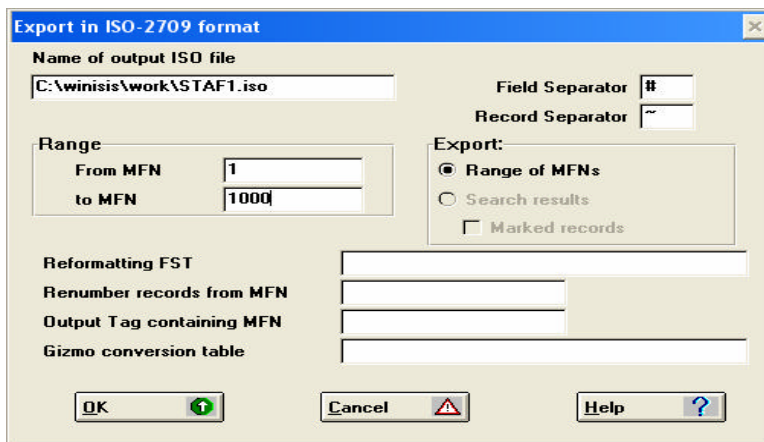 Export in ISO-2709 format
Name of output ISO file
C:\winisis\work\STAF1.iso
Field Separator #
Record Separator ~
Range
From MFN 1
to MFN 1000
Export:
Range of MFNs
Search results
Marked records
Reformatting FST
Renumber records from MFN
Output Tag containing MFN
Gizmo conversion table
OK Cancel Help ?